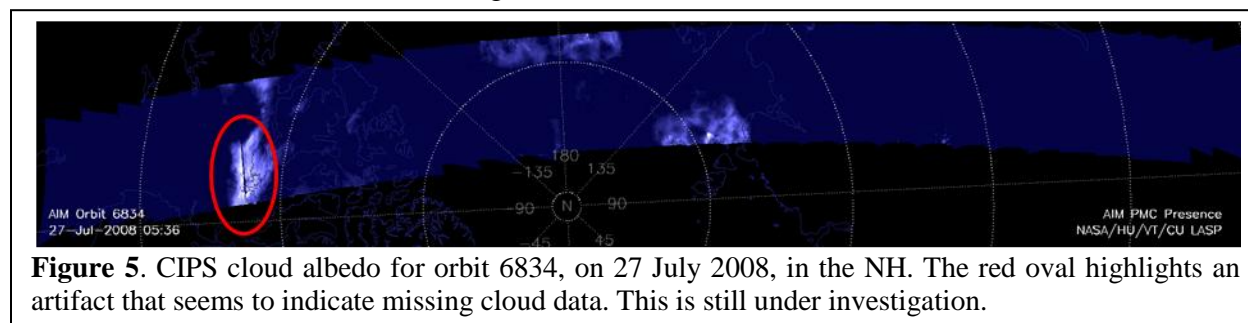 180
-135 135
-90 N 90
-45 45
AIM Orbit 6834
27-Jul-2008 05:36
AIM PMC Presence
NASA/HU/VT/CU LASP
Figure 5. CIPS cloud albedo for orbit 6834, on 27 July 2008, in the NH. The red oval highlights an
artifact that seems to indicate missing cloud data. This is still under investigation.